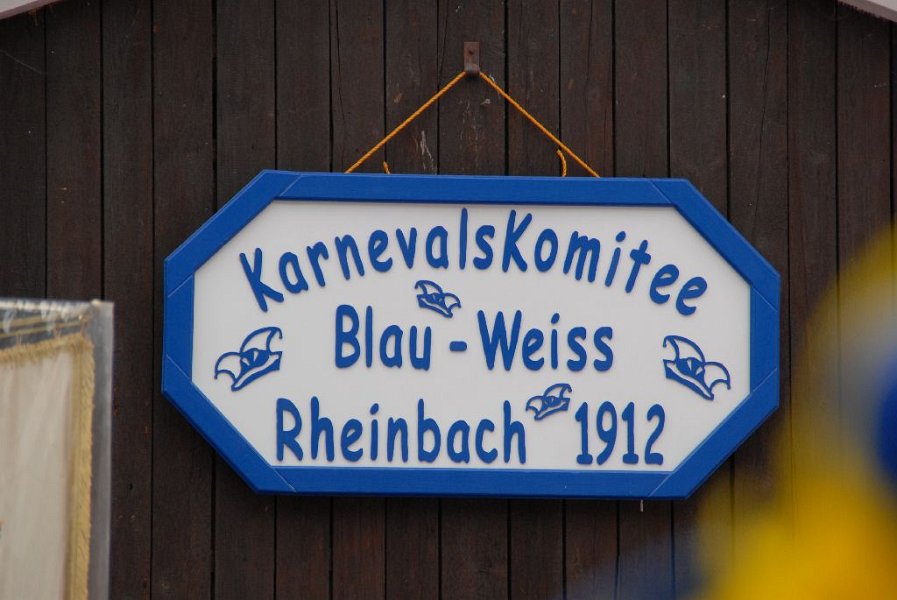 KarnevalsKomitee
Blau-Weiss
Rheinbach 1912